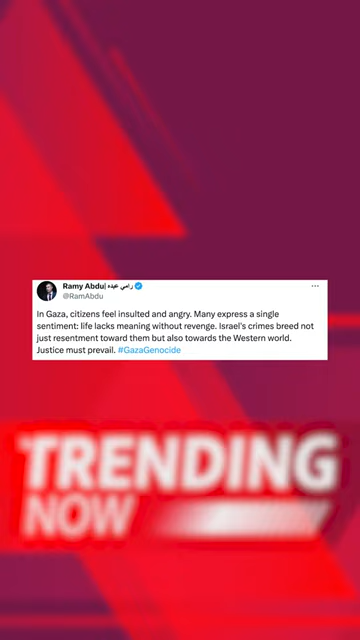 Ramy Abdu| رامي عبده
@RamAbdu
In Gaza, citizens feel insulted and angry. Many express a single
sentiment: life lacks meaning without revenge. Israel's crimes breed not
just resentment toward them but also towards the Western world.
Justice must prevail. #GazaGenocide
TRENDING
NOW